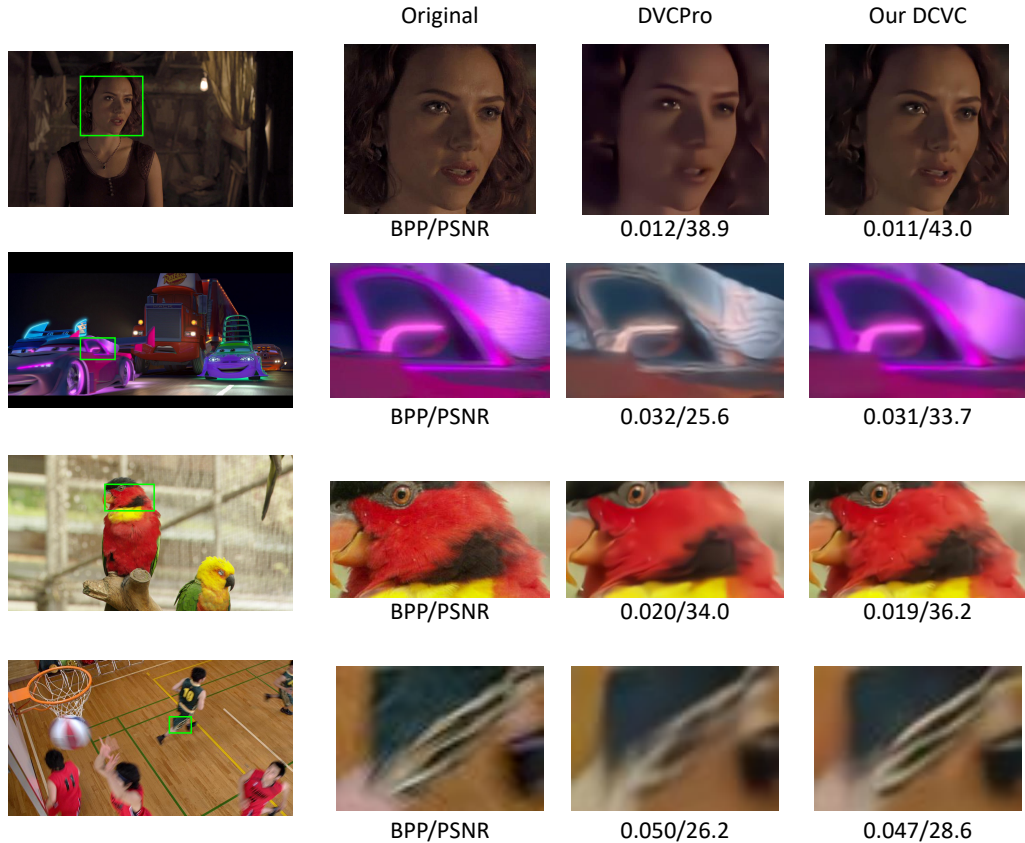 Original DVCPro Our DCVC
BPP/PSNR 0.012/38.9 0.011/43.0
BPP/PSNR 0.032/25.6 0.031/33.7
BPP/PSNR 0.020/34.0 0.019/36.2
10
11
BPP/PSNR 0.050/26.2 0.047/28.6